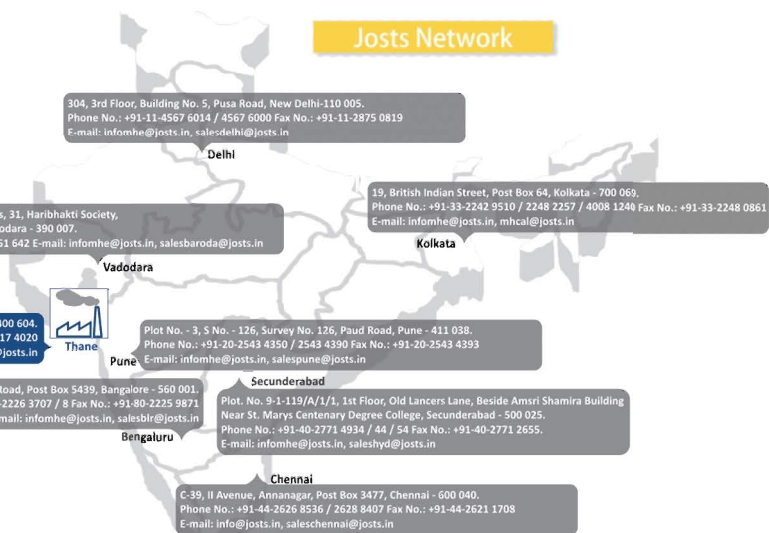 Josts Network
304, 3rd Floor, Building No. 5, Pusa Road, New Delhi-110 005.
Phone No.: +91-11-4567 6014 / 4567 6000 Fax No.: +91-11-2875 0819
E-mail: infomhe@josts.in, salesdelhi@josts.in
Delhi
19, British Indian Street, Post Box 64, Kolkata - 700 069.
Phone No.: +91-33-2242 9510 / 2248 2257 / 4008 1240 Fax No.: +91-33-2248 0861
E-mail: infomhe@josts.in, mhcal@josts.in
Kolkata
31, Haribhakti Society,
390 007.
642 E-mail: infomhe@josts.in, salesbaroda@josts.in
Vadodara
400 604.
4020
@josts.in
Thane
Plot No. - 3, S No. - 126, Survey No. 126, Paud Road, Pune - 411 038.
Phone No.: +91-20-2543 4350 / 2543 4390 Fax No.: +91-20-2543 4393
E-mail: infomhe@josts.in, salespune@josts.in
Pune
Road, Post Box 5439, Bangalore - 560 001.
2226 3707 / 8 Fax No.: +91-80-2225 9871
mail: infomhe@josts.in, salesblr@josts.in
Bengaluru
Secunderabad
Plot. No. 9-1-119/A/1/1, 1st Floor, Old Lancers Lane, Beside Amsri Shamira Building
Near St. Marys Centenary Degree College, Secunderabad - 500 025.
Phone No.: +91-40-2771 4934 / 44 / 54 Fax No.: +91-40-2771 2655.
E-mail: infomhe@josts.in, saleshyd@josts.in
Chennai
C-39, II Avenue, Annanagar, Post Box 3477, Chennai - 600 040.
Phone No.: +91-44-2626 8536 / 2628 8407 Fax No.: +91-44-2621 1708
E-mail: info@josts.in, saleschennai@josts.in